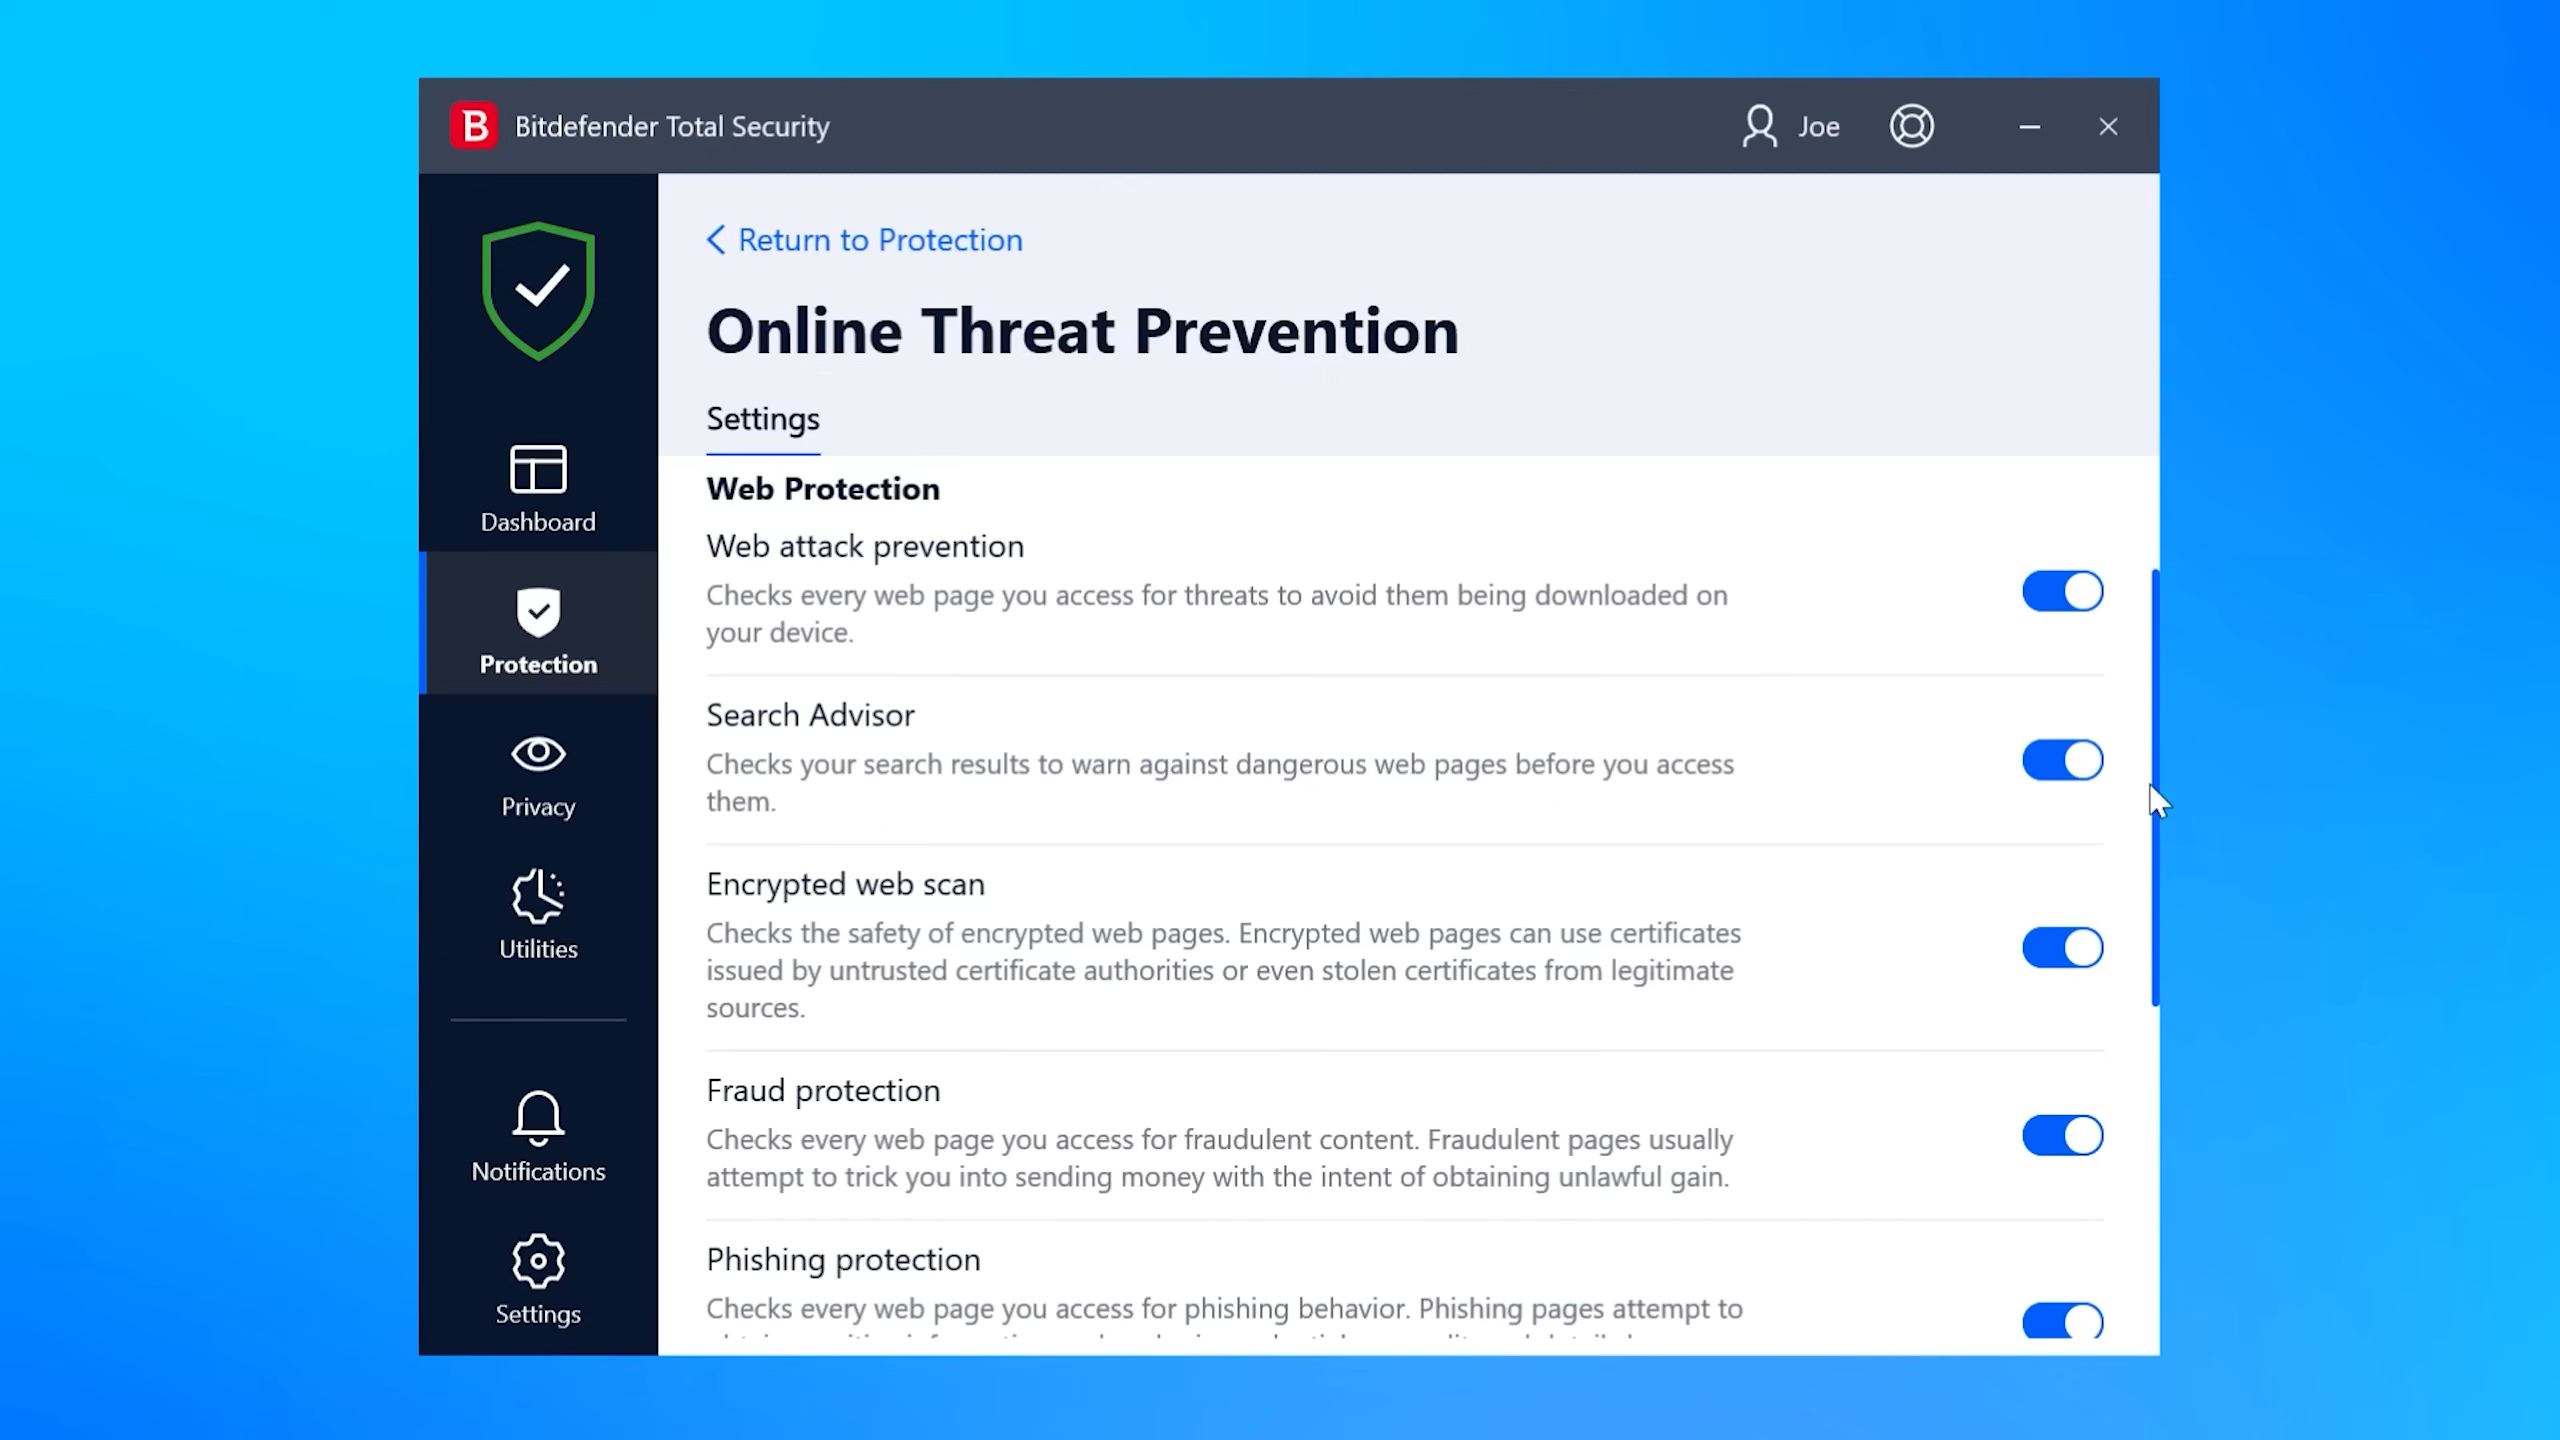 B Bitdefender Total Security
Joe
Return to Protection
Online Threat Prevention
Settings
Dashboard
Protection
Privacy
Utilities
Notifications
Settings
Web Protection
Web attack prevention
Checks every web page you access for threats to avoid them being downloaded on
your device.
Search Advisor
Checks your search results to warn against dangerous web pages before you access
them.
Encrypted web scan
Checks the safety of encrypted web pages. Encrypted web pages can use certificates
issued by untrusted certificate authorities or even stolen certificates from legitimate
sources.
Fraud protection
Checks every web page you access for fraudulent content. Fraudulent pages usually
attempt to trick you into sending money with the intent of obtaining unlawful gain.
Phishing protection
Checks every web page you access for phishing behavior. Phishing pages attempt to